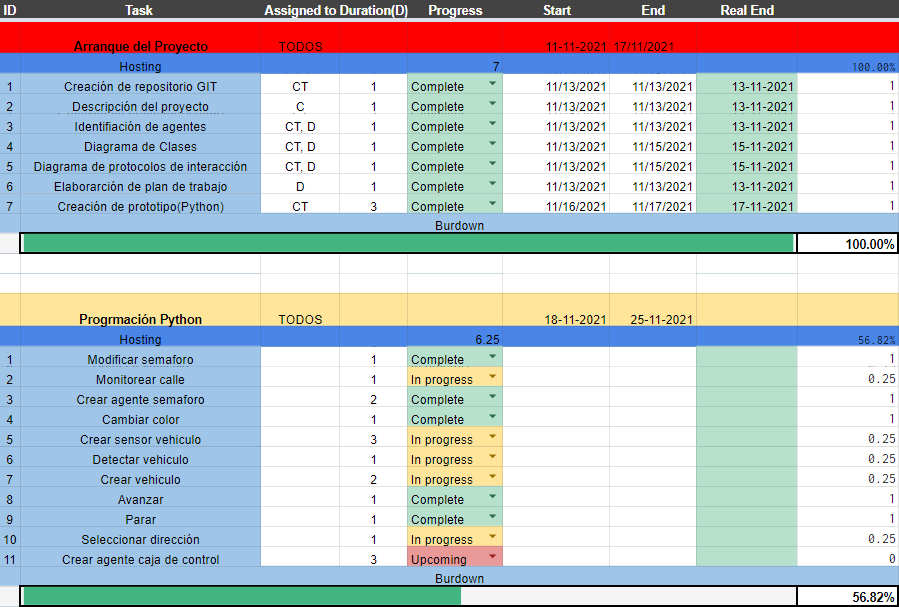 ID Task Assigned to Duration(D) Progress Start End Real End
Arranque del Proyecto TODOS 11-11-2021 17/11/2021
Hosting 7 100.00%
1 Creación de repositorio GIT CT 1 Complete 11/13/2021 11/13/2021 13-11-2021 1
2 Descripción del proyecto C 1 Complete 11/13/2021 11/13/2021 13-11-2021 1
3 Identifiación de agentes CT, D 1 Complete 11/13/2021 11/13/2021 13-11-2021 1
4 Diagrama de Clases CT, D 1 Complete 11/13/2021 11/15/2021 15-11-2021 1
5 Diagrama de protocolos de interacción CT, D 1 Complete 11/13/2021 11/15/2021 15-11-2021 1
6 Elaborarción de plan de trabajo D 1 Complete 11/13/2021 11/13/2021 13-11-2021 1
7 Creación de prototipo(Python) CT 3 Complete 11/16/2021 11/17/2021 17-11-2021 1
Burdown
100.00%
Progrmación Python TODOS 18-11-2021 25-11-2021
Hosting 6.25 56.82%
1 Modificar semaforo 1 Complete 1
2 Monitorear calle 1 In progress 0.25
3 Crear agente semaforo 2 Complete 1
4 Cambiar color 1 Complete 1
5 Crear sensor vehiculo 3 In progress 0.25
6 Detectar vehiculo 1 In progress 0.25
7 Crear vehiculo 2 In progress 0.25
8 Avanzar 1 Complete 1
9 Parar 1 Complete 1
10 Seleccionar dirección 1 In progress 0.25
11 Crear agente caja de control 3 Upcoming 0
Burdown
56.82%